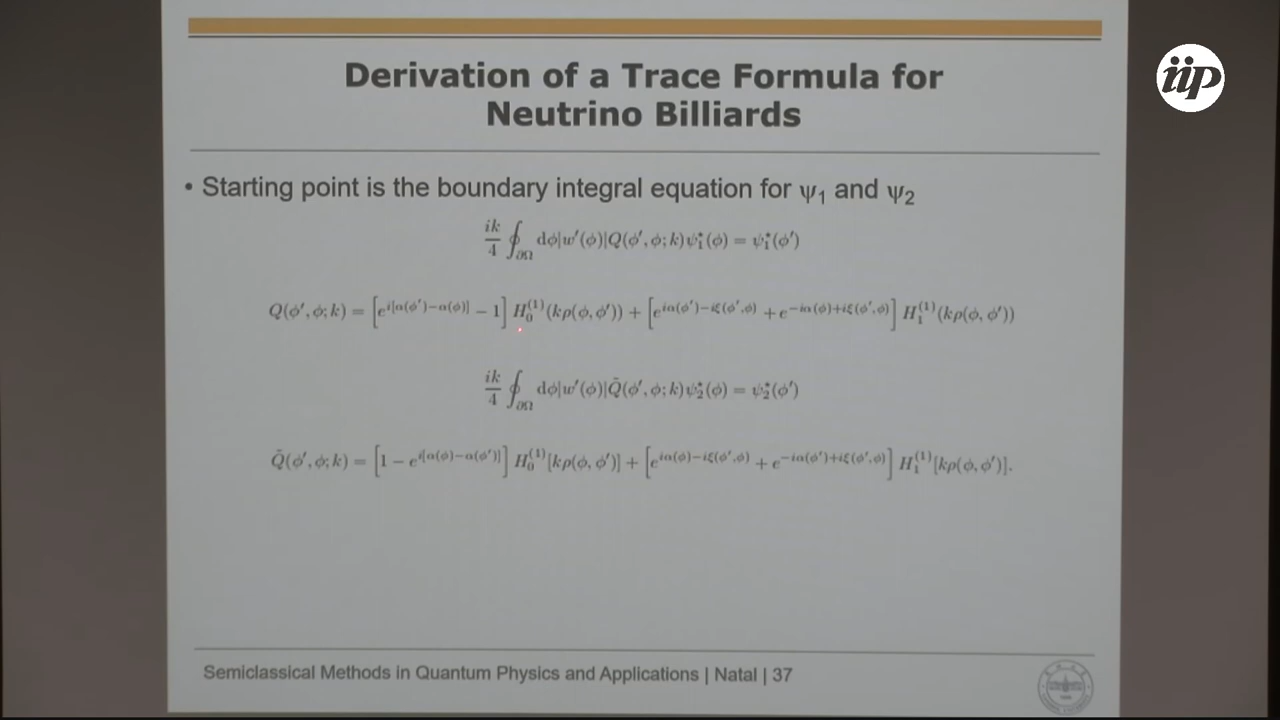 iip
Derivation of a Trace Formula for
Neutrino Billiards
• Starting point is the boundary integral equation for ψ₁ and ψ₂
ik/4 ∮_∂Ω dϕ|w′(ϕ)|Q(ϕ′, ϕ; k)ψ₁*(ϕ) = ψ₁*(ϕ′)
Q(ϕ′, ϕ; k) = [e^{i[α(ϕ′)−α(ϕ)]} − 1] H₀^{(1)}(kρ(ϕ, ϕ′)) + [e^{iα(ϕ′)−iξ(ϕ′,ϕ)} + e^{−iα(ϕ)+iξ(ϕ′,ϕ)}] H₁^{(1)}(kρ(ϕ, ϕ′))
ik/4 ∮_∂Ω dϕ|w′(ϕ)|Q̃(ϕ′, ϕ; k)ψ₂*(ϕ) = ψ₂*(ϕ′)
Q̃(ϕ′, ϕ; k) = [1 − e^{i[α(ϕ)−α(ϕ′)]}] H₀^{(1)}[kρ(ϕ, ϕ′)] + [e^{iα(ϕ)−iξ(ϕ′,ϕ)} + e^{−iα(ϕ′)+iξ(ϕ′,ϕ)}] H₁^{(1)}[kρ(ϕ, ϕ′)].
Semiclassical Methods in Quantum Physics and Applications | Natal | 37